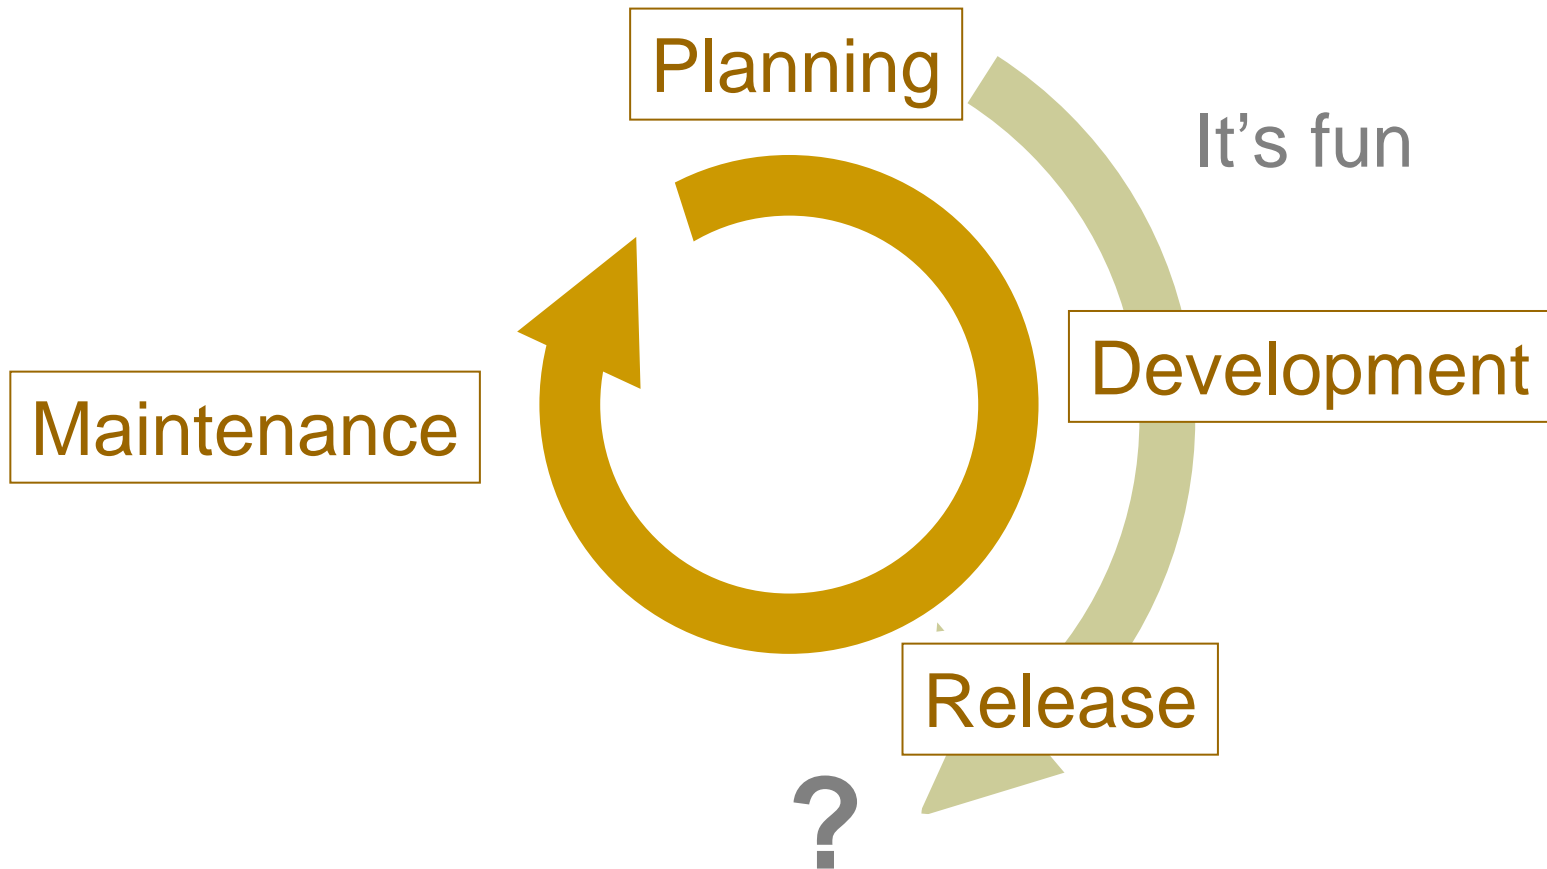 Planning
It’s fun
Development
Maintenance
Release
?